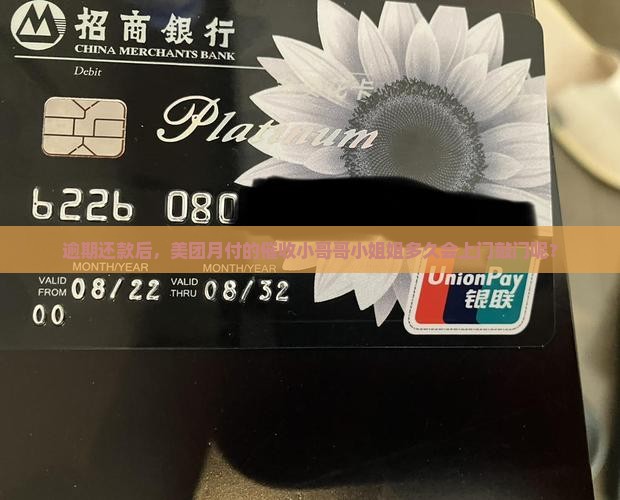 招商銀行
CHINA MERCHANTS BANK
Debit
Platinum
6226 080
逾期还款后，美团月付的催收小哥哥小姐姐多久会上门敲门呢？
MONTH/YEAR MONTH/YEAR
VALID FROM 08/22 VALID THRU 08/32
00
UnionPay
银联